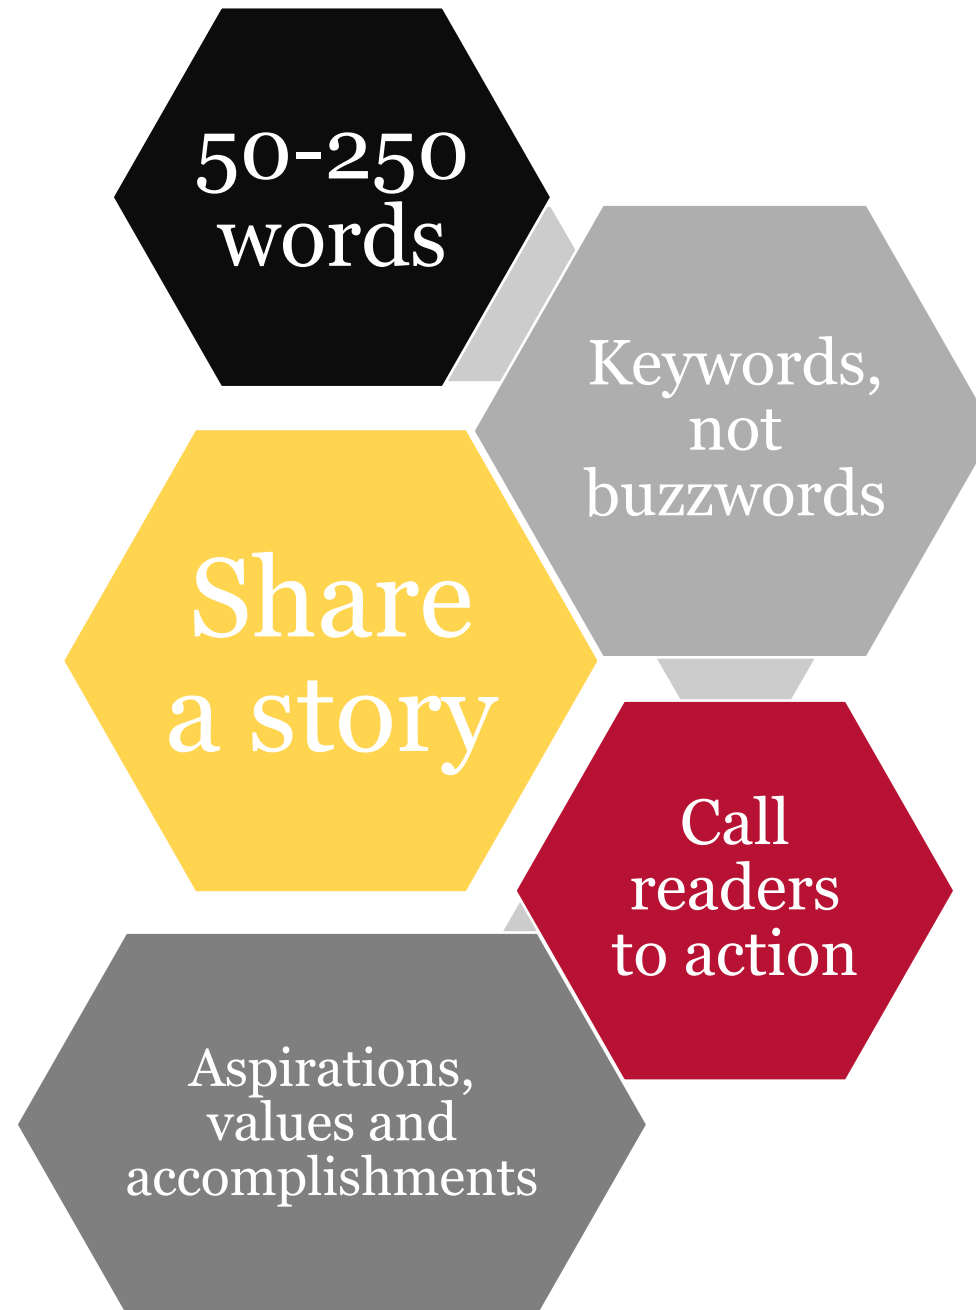 50-250
words
Keywords,
not
buzzwords
Share
a story
Call
readers
to action
Aspirations,
values and
accomplishments